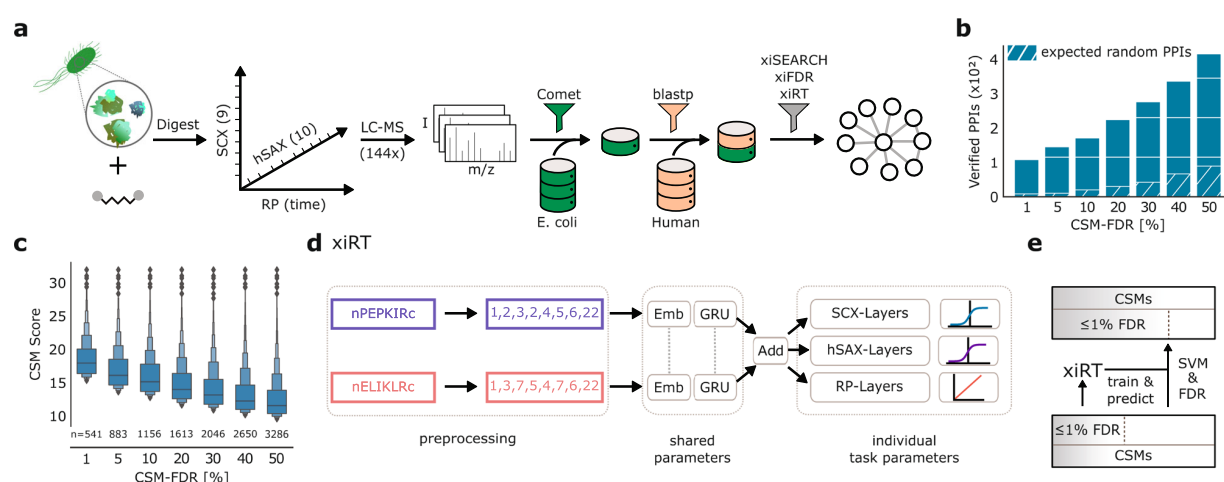 a
Digest
SCX (9)
hSAX (10)
RP (time)
LC-MS
(144x)
I
m/z
Comet
E. coli
blastp
Human
xiSEARCH
xiFDR
xiRT
b
expected random PPIs
Verified PPIs (x10²)
4
3
2
1
0
1 5 10 20 30 40 50
CSM-FDR [%]
c
CSM Score
30
25
20
15
10
n=541 883 1156 1613 2046 2650 3286
1 5 10 20 30 40 50
CSM-FDR [%]
d xiRT
nPEPKIRc
1,2,3,2,4,5,6,22
nELIKLRc
1,3,7,5,4,7,6,22
preprocessing
Emb GRU
Emb GRU
shared
parameters
Add
SCX-Layers
hSAX-Layers
RP-Layers
individual
task parameters
e
CSMs
≤1% FDR
xiRT
train &
predict
SVM
&
FDR
≤1% FDR
CSMs